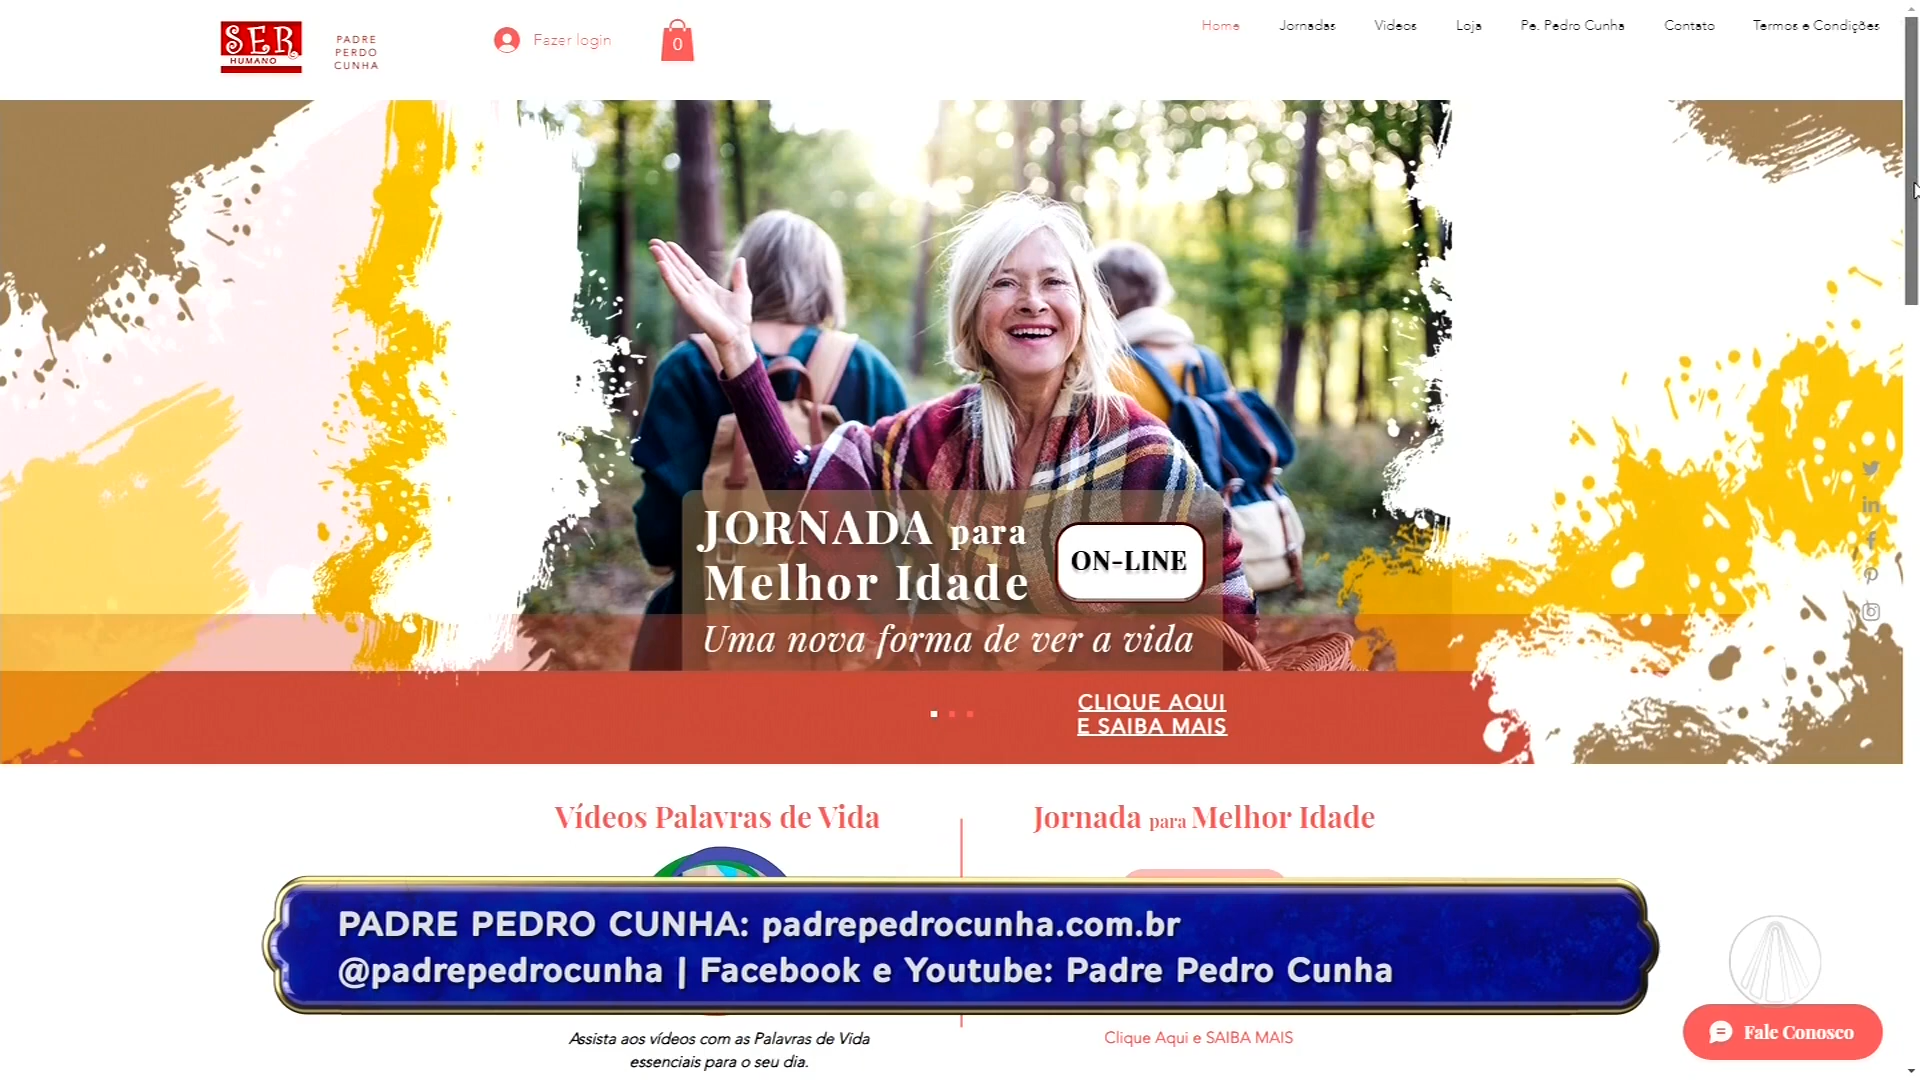 SER
HUMANO
PADRE
PERDO
CUNHA
Fazer login
0
Home
Jornadas
Videos
Loja
Pe. Pedro Cunha
Contato
Termos e Condições
JORNADA para
Melhor Idade
ON-LINE
Uma nova forma de ver a vida
CLIQUE AQUI
E SAIBA MAIS
Vídeos Palavras de Vida
Jornada para Melhor Idade
PADRE PEDRO CUNHA: padrepedrocunha.com.br
@padrepedrocunha | Facebook e Youtube: Padre Pedro Cunha
Assista aos vídeos com as Palavras de Vida
essenciais para o seu dia.
Clique Aqui e SAIBA MAIS
Fale Conosco